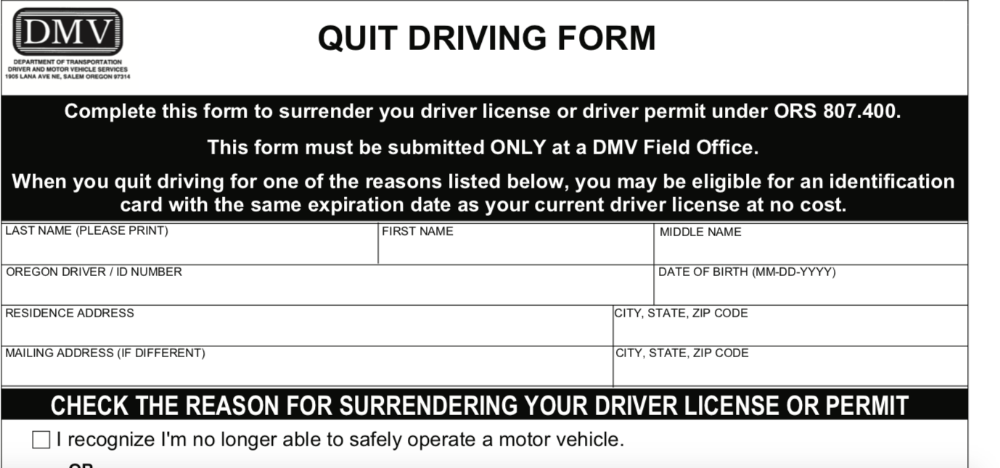 DMV
DEPARTMENT OF TRANSPORTATION
DRIVER AND MOTOR VEHICLE SERVICES
1905 LANA AVE NE, SALEM OREGON 97314
QUIT DRIVING FORM
Complete this form to surrender you driver license or driver permit under ORS 807.400.
This form must be submitted ONLY at a DMV Field Office.
When you quit driving for one of the reasons listed below, you may be eligible for an identification
card with the same expiration date as your current driver license at no cost.
LAST NAME (PLEASE PRINT)
FIRST NAME
MIDDLE NAME
OREGON DRIVER / ID NUMBER
DATE OF BIRTH (MM-DD-YYYY)
RESIDENCE ADDRESS
CITY, STATE, ZIP CODE
MAILING ADDRESS (IF DIFFERENT)
CITY, STATE, ZIP CODE
CHECK THE REASON FOR SURRENDERING YOUR DRIVER LICENSE OR PERMIT
I recognize I'm no longer able to safely operate a motor vehicle.
OR